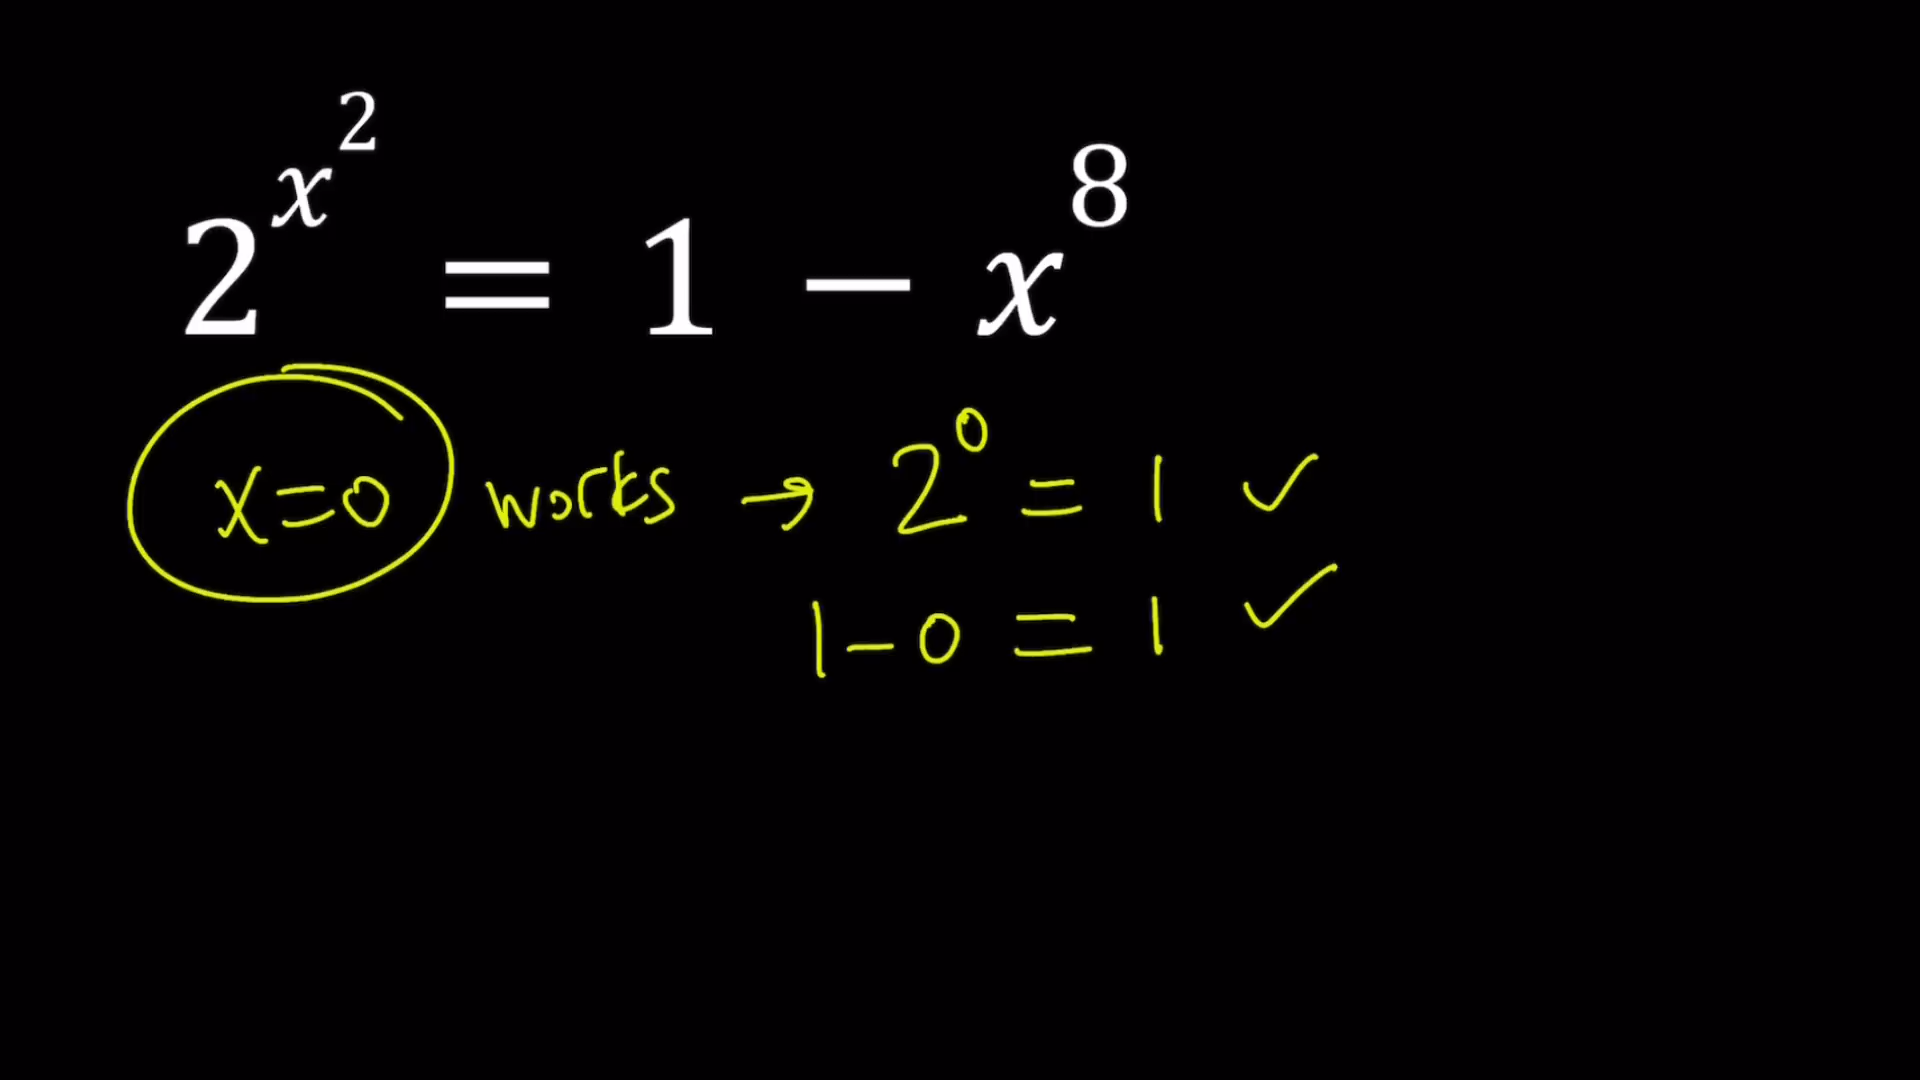 2^{x^2} = 1 − x^8
x=0 works → 2^0 = 1 ✓
1−0 = 1 ✓